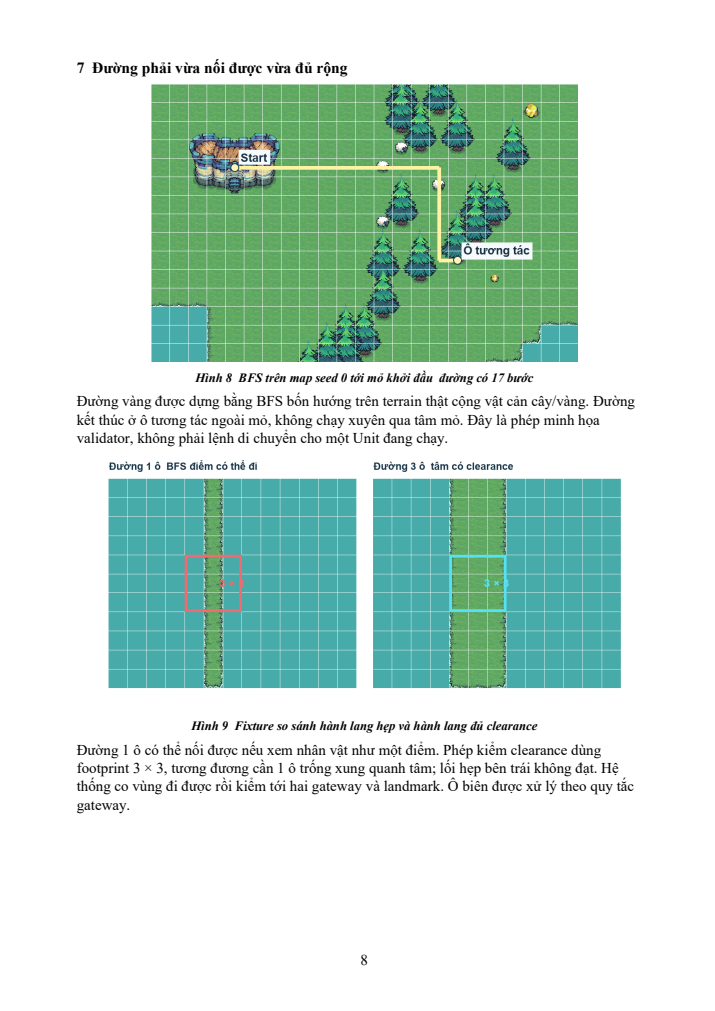 7 Đường phải vừa nối được vừa đủ rộng
Start
Ô tương tác
Hình 8 BFS trên map seed 0 tới mỏ khởi đầu đường có 17 bước
Đường vàng được dựng bằng BFS bốn hướng trên terrain thật cộng vật cản cây/vàng. Đường
kết thúc ở ô tương tác ngoài mỏ, không chạy xuyên qua tâm mỏ. Đây là phép minh họa
validator, không phải lệnh di chuyển cho một Unit đang chạy.
Đường 1 ô BFS điểm có thể đi
Đường 3 ô tâm có clearance
3 ×
Hình 9 Fixture so sánh hành lang hẹp và hành lang đủ clearance
Đường 1 ô có thể nối được nếu xem nhân vật như một điểm. Phép kiểm clearance dùng
footprint 3 × 3, tương đương cần 1 ô trống xung quanh tâm; lối hẹp bên trái không đạt. Hệ
thống co vùng đi được rồi kiểm tới hai gateway và landmark. Ô biên được xử lý theo quy tắc
gateway.
8